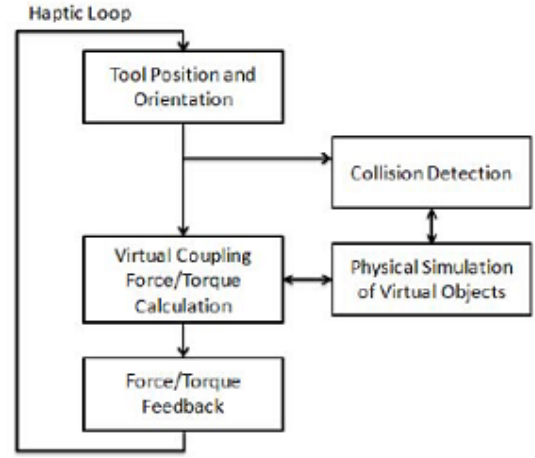 Haptic Loop
Tool Position and
Orientation
Collision Detection
Virtual Coupling
Force/Torque
Calculation
Physical Simulation
of Virtual Objects
Force/Torque
Feedback